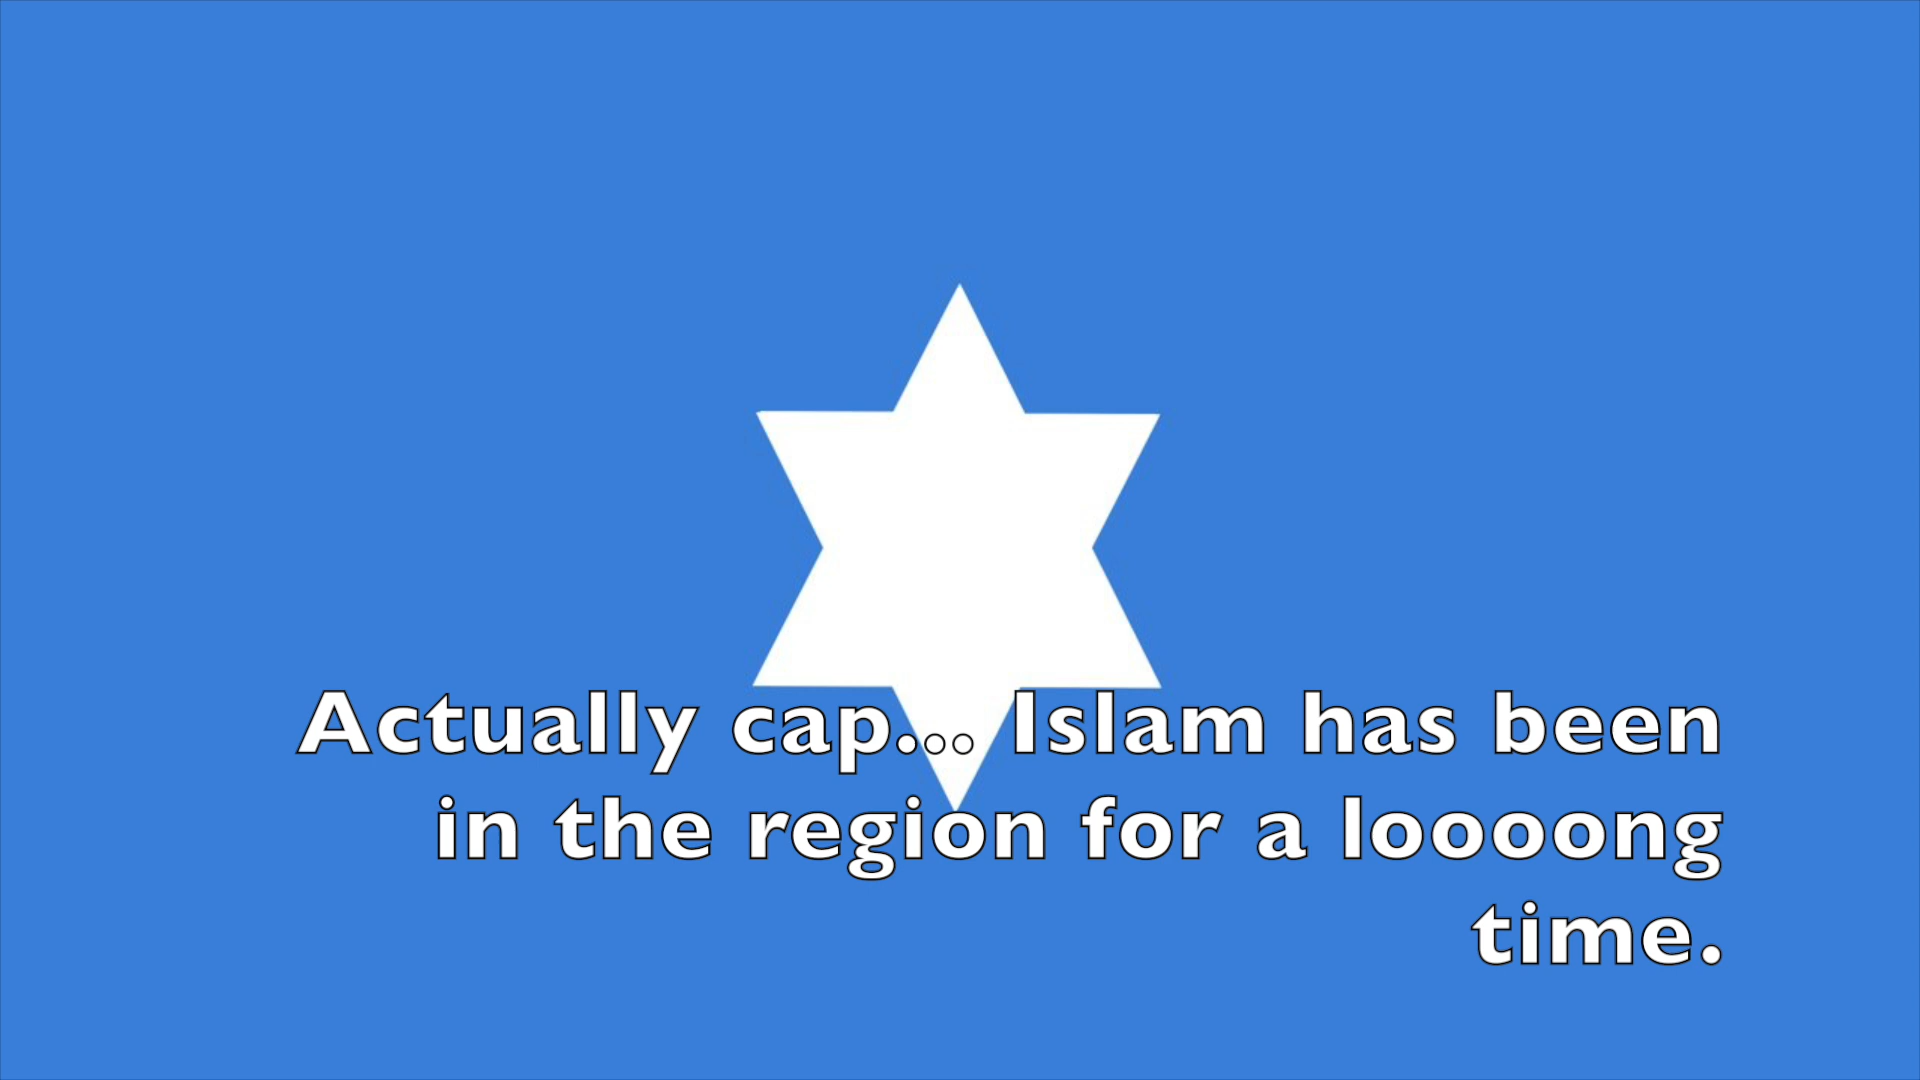 Actually cap... Islam has been
in the region for a loooong
time.